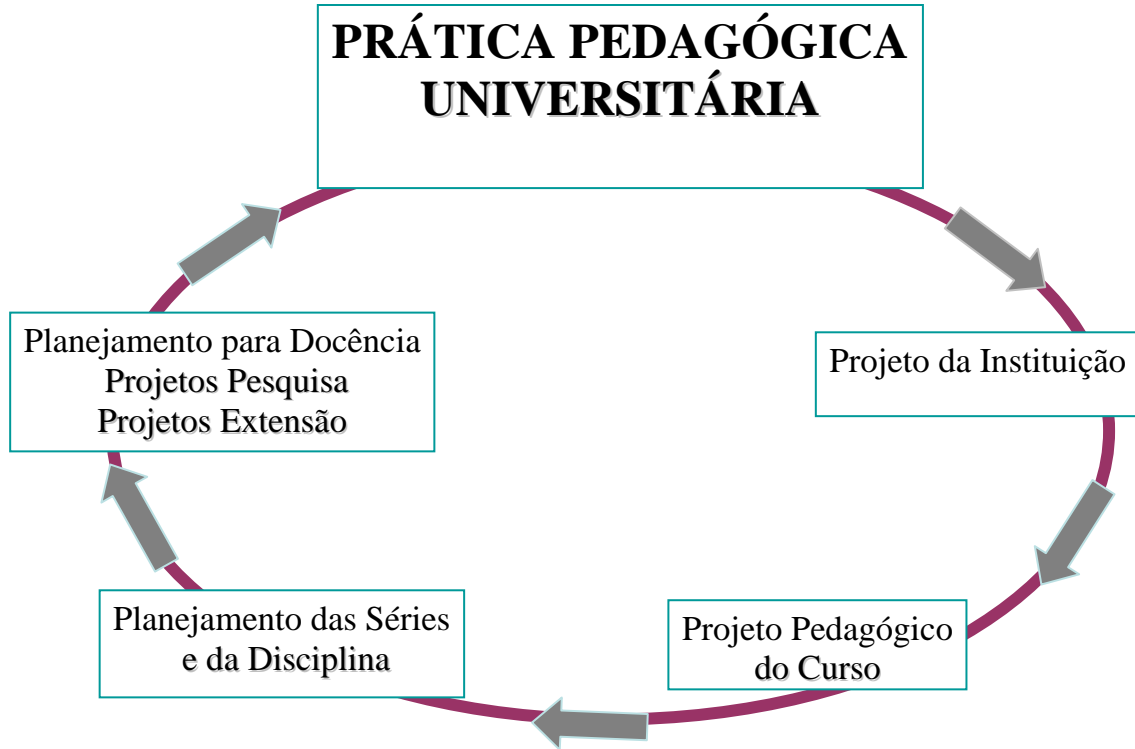 PRÁTICA PEDAGÓGICA
UNIVERSITÁRIA
Projeto da Instituição
Projeto Pedagógico
do Curso
Planejamento das Séries
e da Disciplina
Planejamento para Docência
Projetos Pesquisa
Projetos Extensão